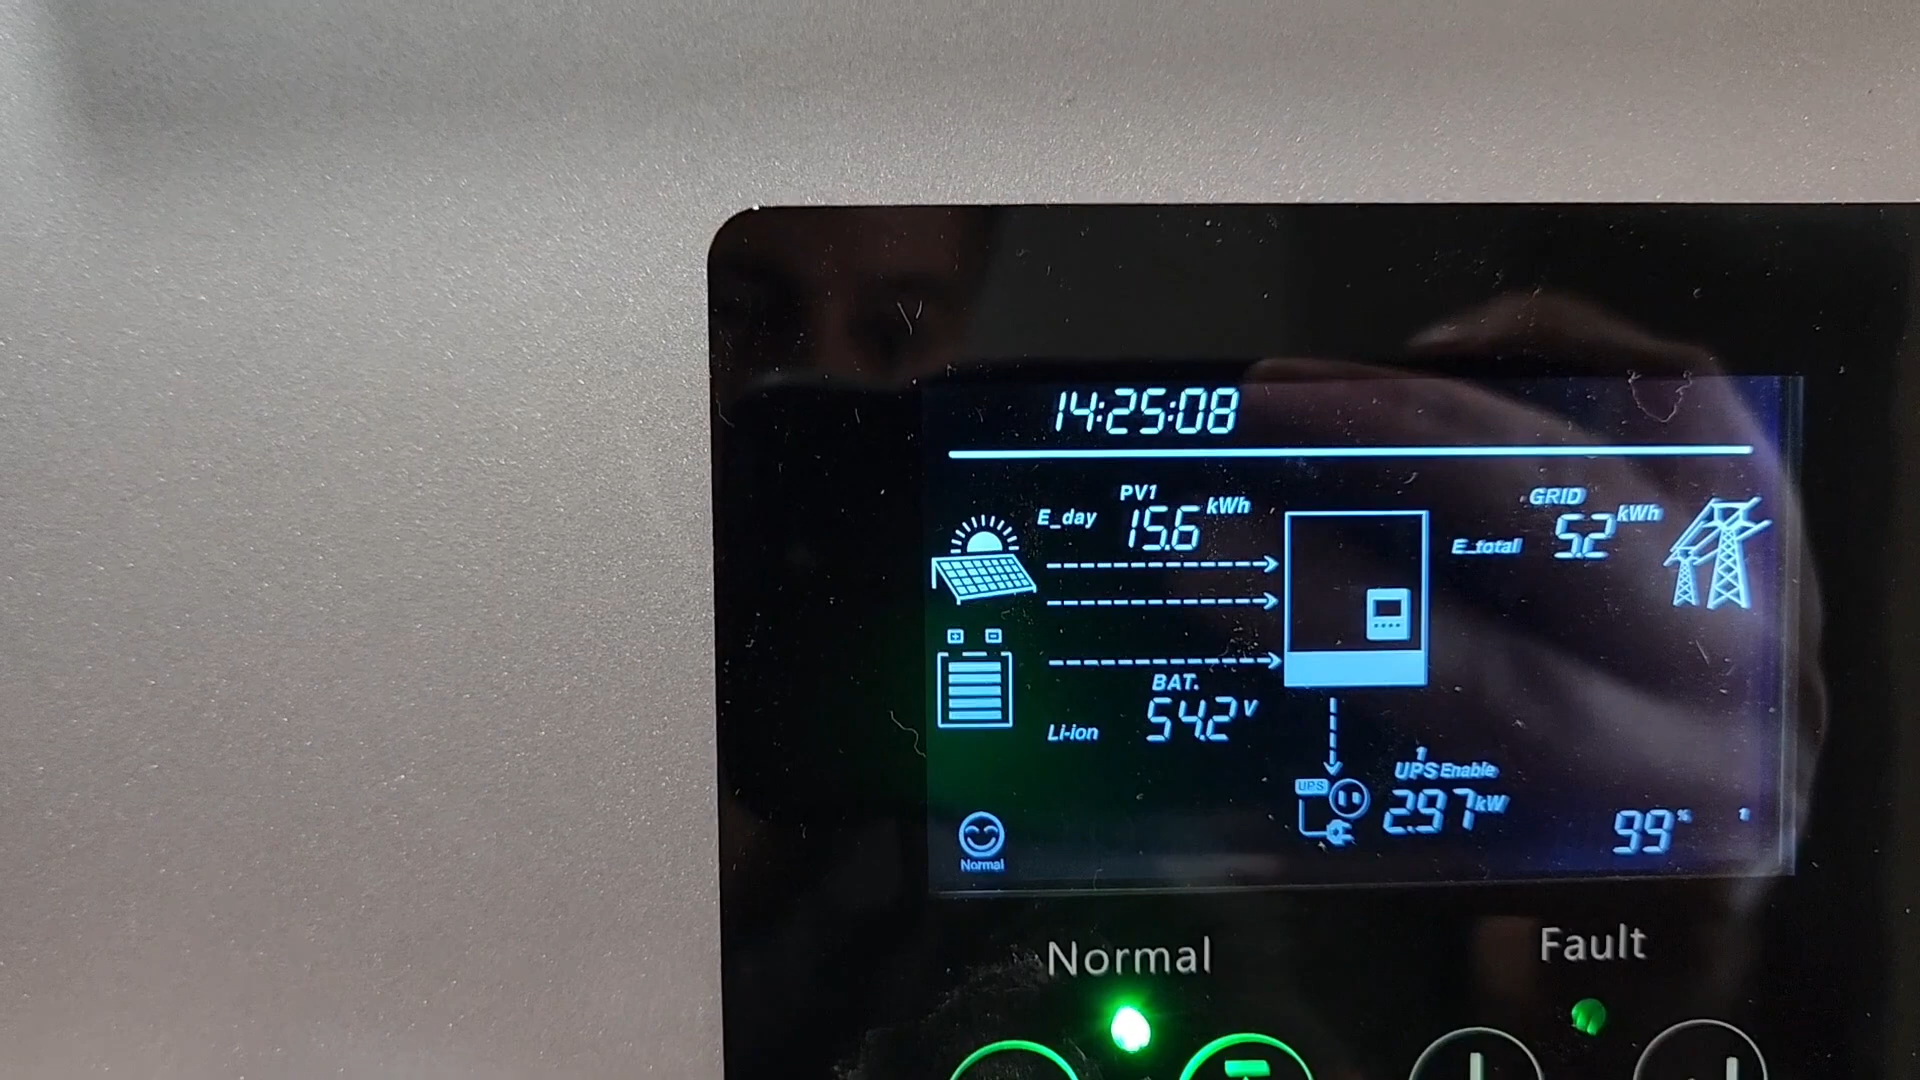 14:25:08
PV1
E_day 15.6 kWh
GRID
E_total 5.2 kWh
BAT.
Li-ion 54.2 V
UPS Enable
UPS 2.97 kW
99 %
Normal
Normal Fault